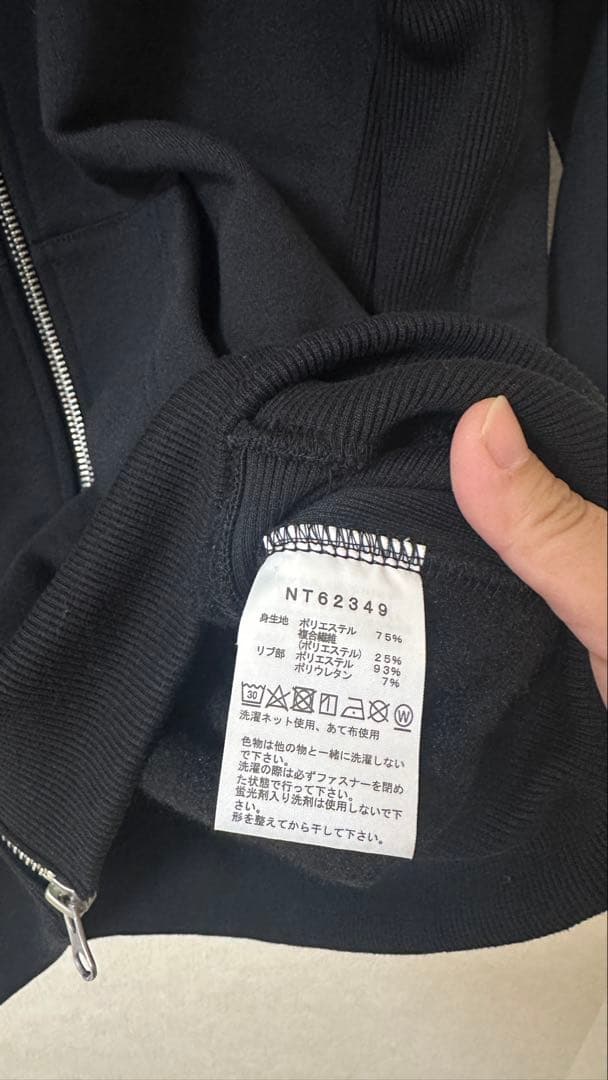 NT62349
身生地 ポリエステル 75%
複合繊維
(ポリエステル) 25%
リブ部 ポリエステル 93%
ポリウレタン 7%
30 W
洗濯ネット使用、あて布使用
色物は他の物と一緒に洗濯しない
で下さい。
洗濯の際は必ずファスナーを閉め
た状態で行って下さい。
蛍光剤入り洗剤は使用しないで下
さい。
形を整えてから干して下さい。